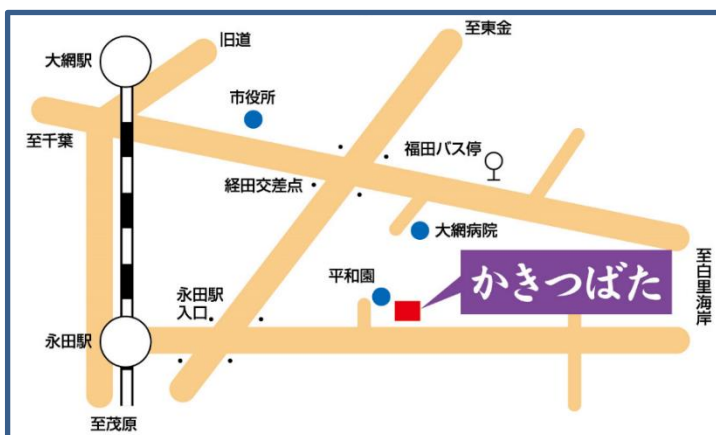 至東金
旧道
大網駅
市役所
至千葉
福田バス停
経田交差点
大網病院
至白里海岸
かきつばた
平和園
永田駅
入口
永田駅
至茂原